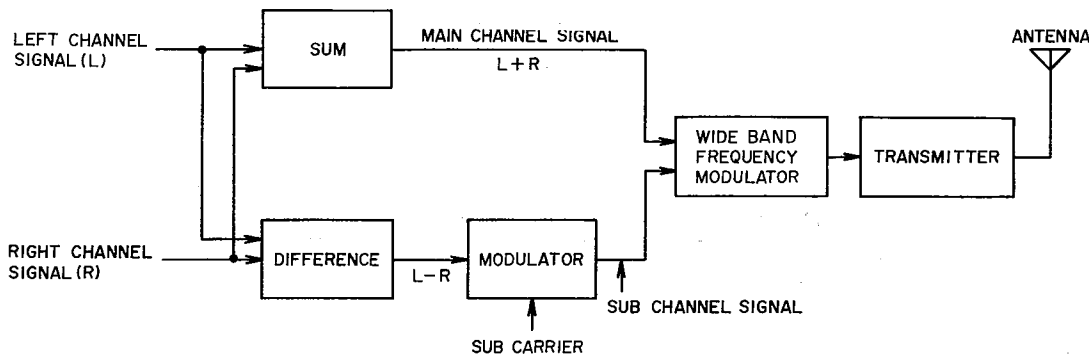 LEFT CHANNEL
SIGNAL (L)
SUM
MAIN CHANNEL SIGNAL
L+R
ANTENNA
WIDE BAND
FREQUENCY
MODULATOR
TRANSMITTER
RIGHT CHANNEL
SIGNAL (R)
DIFFERENCE
L−R
MODULATOR
SUB CHANNEL SIGNAL
SUB CARRIER